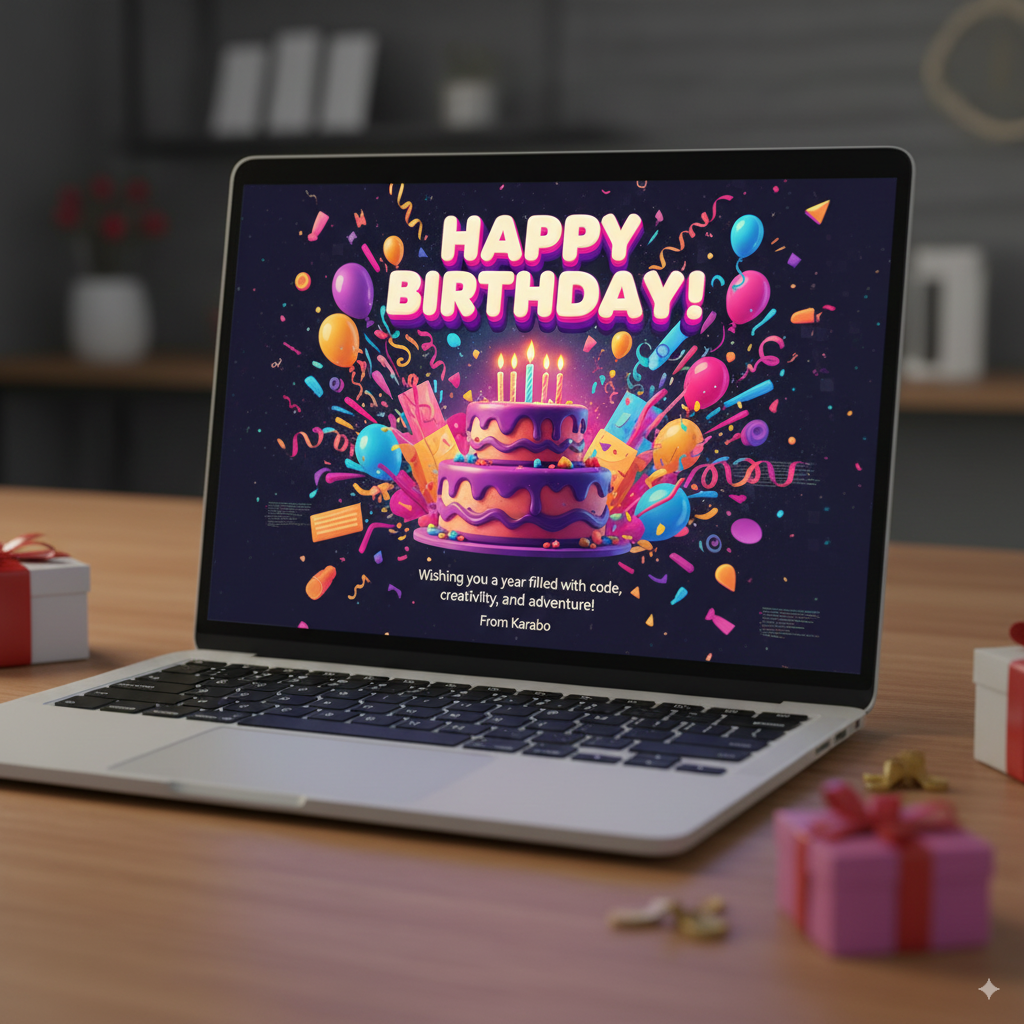 HAPPY
BIRTHDAY!
Wishing you a year filled with code,
creativity, and adventure!
From Karabo